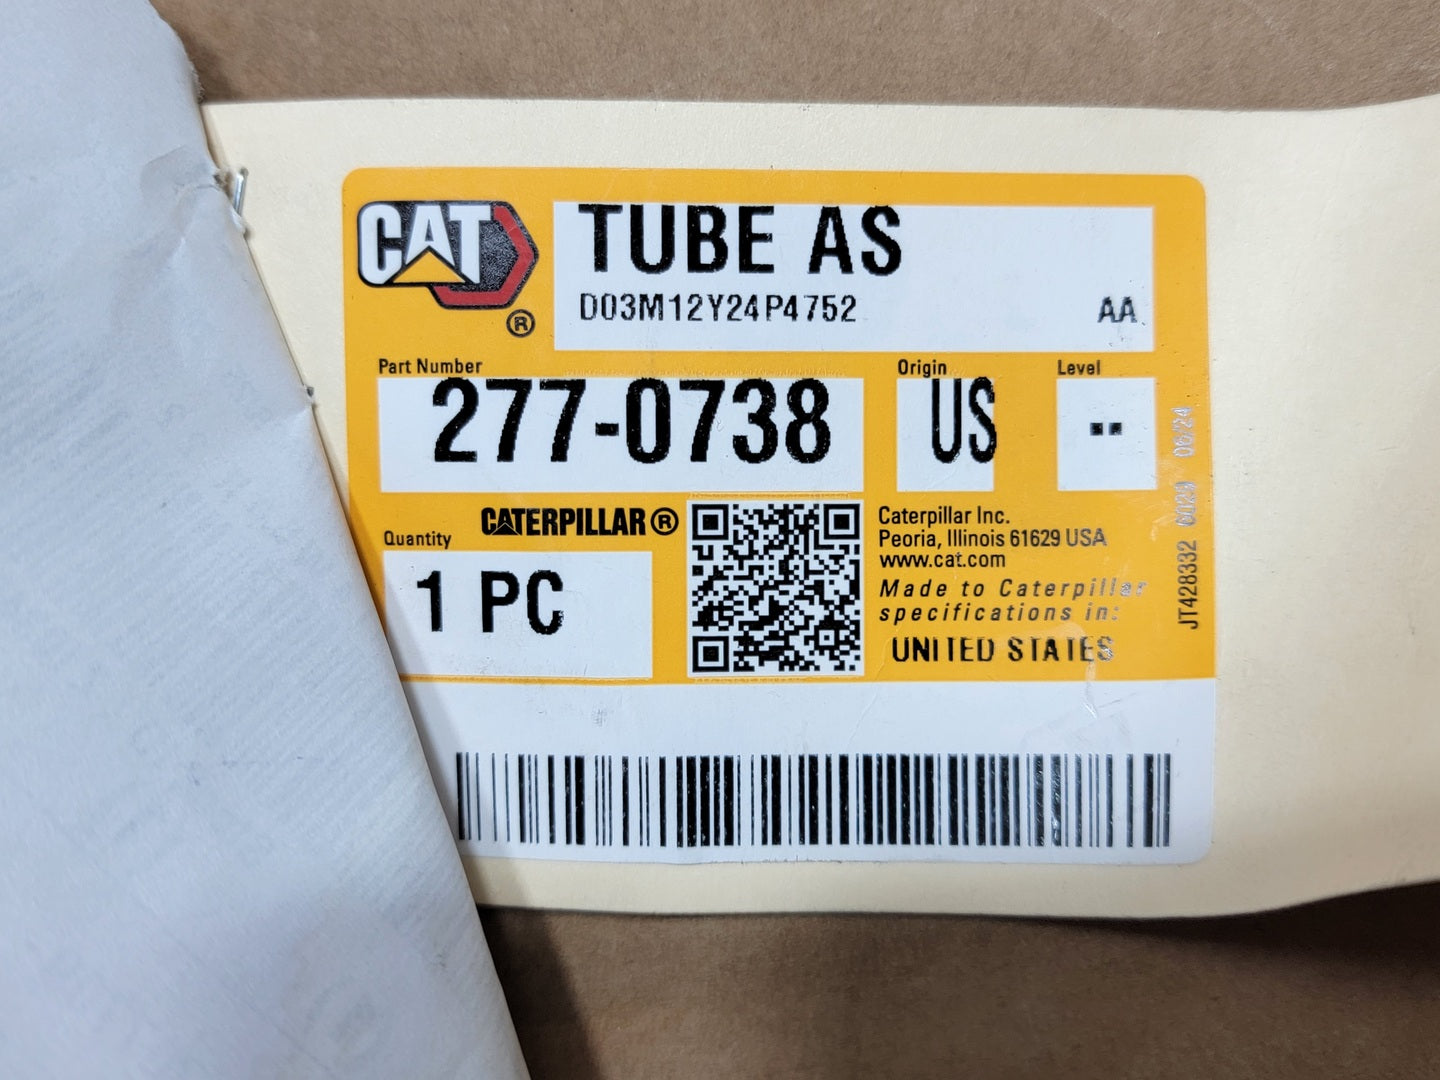 CAT
®
TUBE AS
D03M12Y24P4752 AA
Part Number
277-0738
Origin
US
Level
--
CATERPILLAR®
Quantity
1 PC
Caterpillar Inc.
Peoria, Illinois 61629 USA
www.cat.com
Made to Caterpillar
specifications in:
UNITED STATES
JT428332 6029 06/24